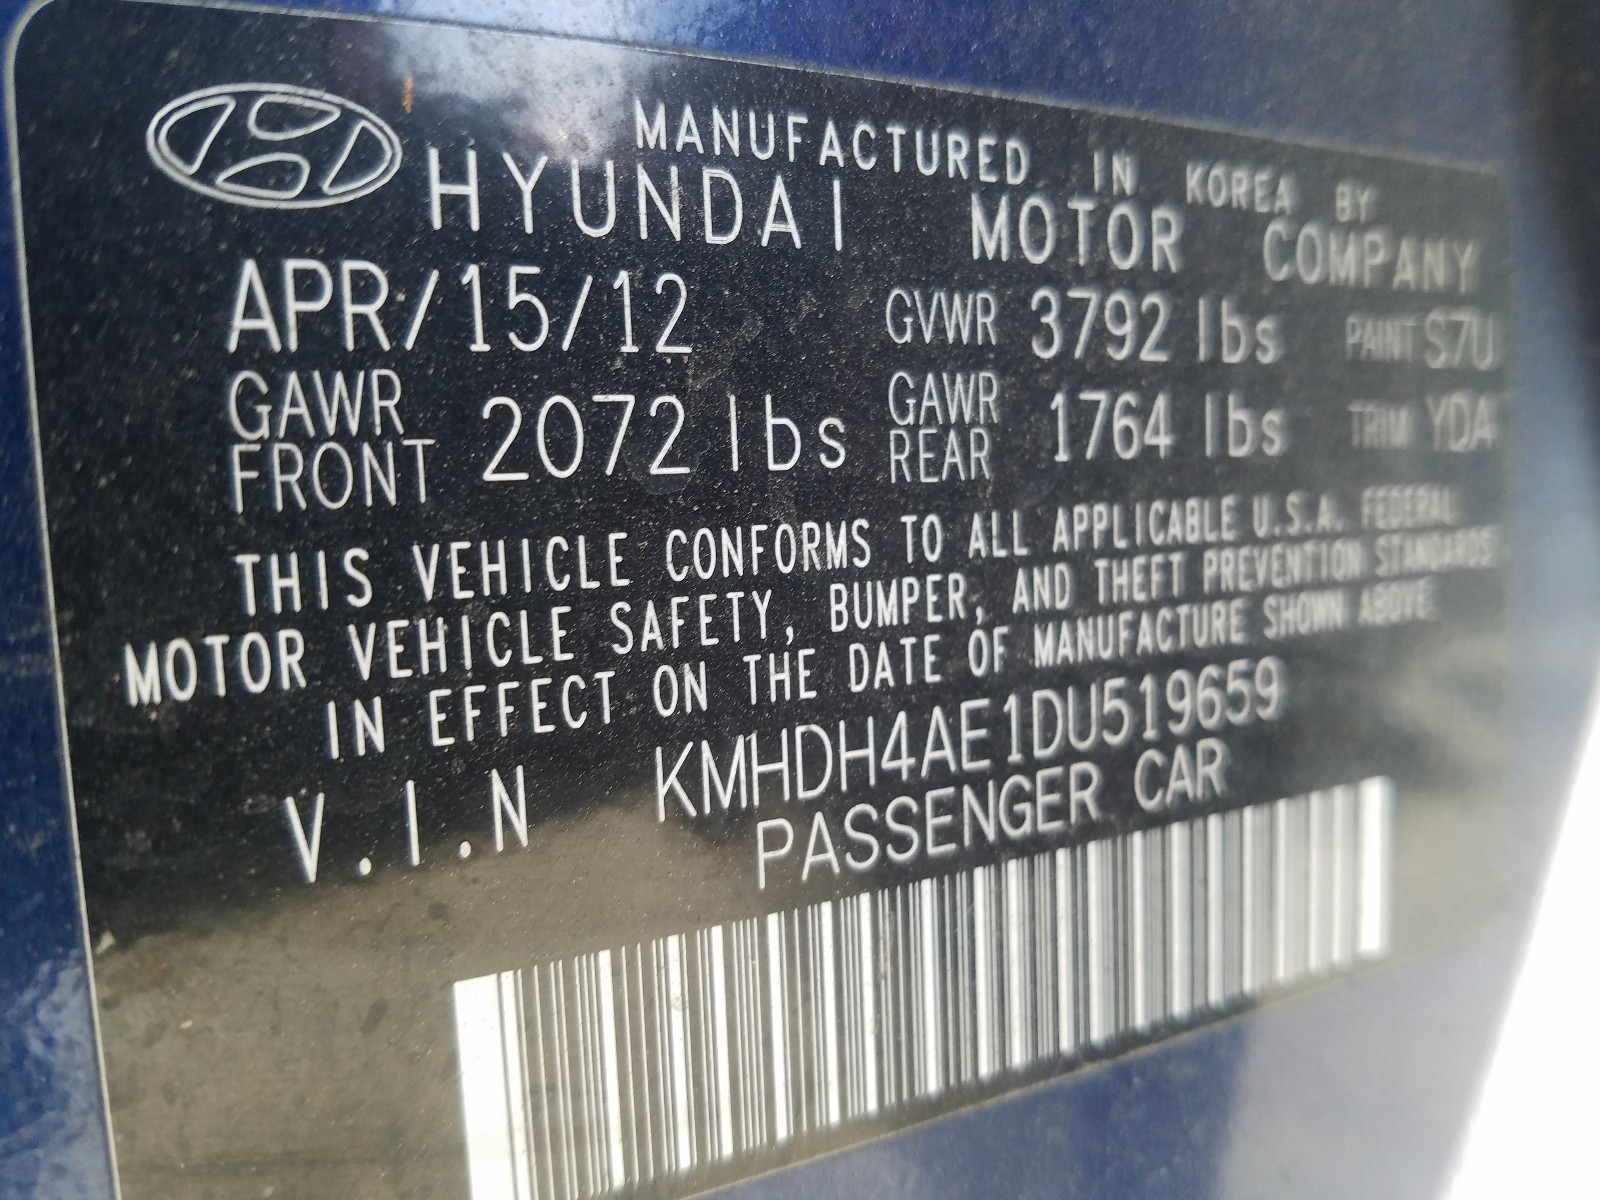 MANUFACTURED IN KOREA BY
HYUNDAI MOTOR COMPANY
APR/15/12 GVWR 3792 lbs PAINT S7U
GAWR FRONT 2072 lbs GAWR REAR 1764 lbs TRIM YDA
THIS VEHICLE CONFORMS TO ALL APPLICABLE U.S.A. FEDERAL
MOTOR VEHICLE SAFETY, BUMPER, AND THEFT PREVENTION STANDARDS
IN EFFECT ON THE DATE OF MANUFACTURE SHOWN ABOVE.
V.I.N KMHDH4AE1DU519659
PASSENGER CAR